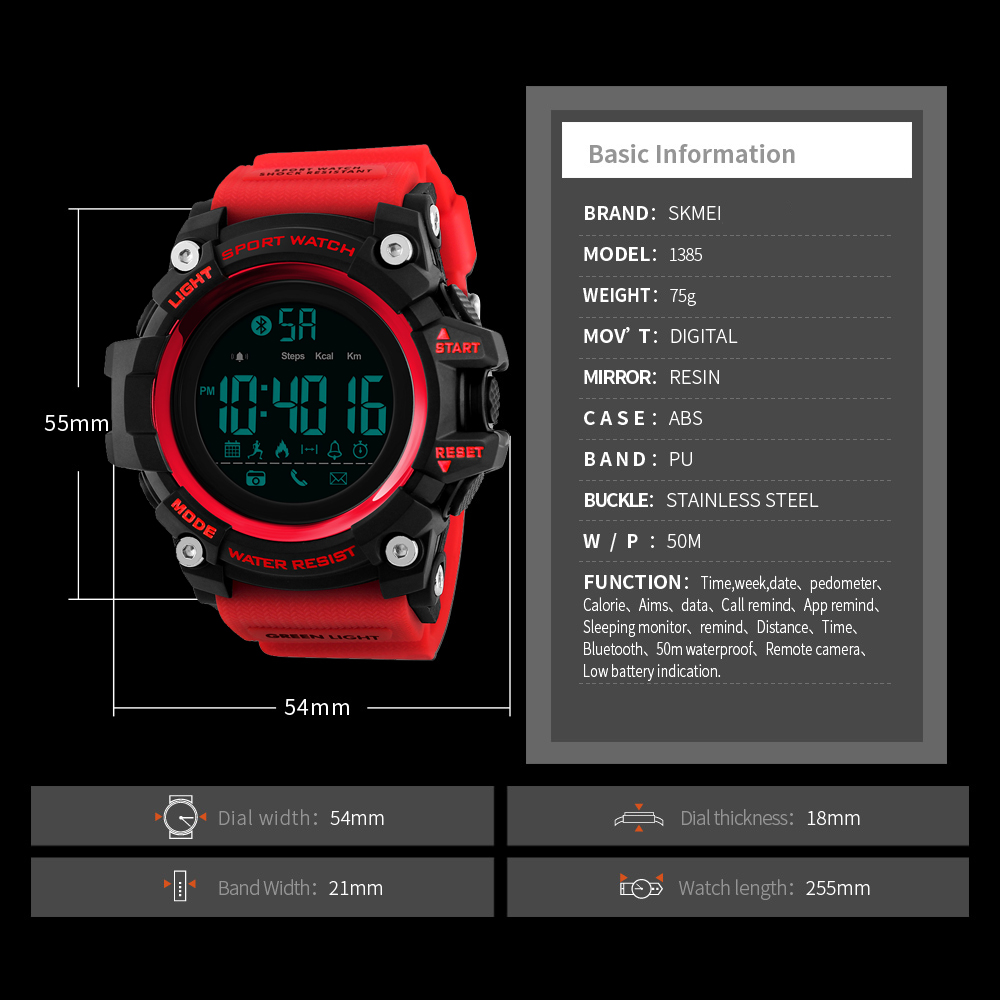 SPORT WATCH
SHOCK RESISTANT
SPORT WATCH
LIGHT
SA
START
Steps Kcal Km
PM 10:40 16
RESET
MODE
WATER RESIST
GREEN LIGHT
55mm
54mm
Basic Information
BRAND: SKMEI
MODEL: 1385
WEIGHT: 75g
MOV’ T: DIGITAL
MIRROR: RESIN
CASE: ABS
BAND: PU
BUCKLE: STAINLESS STEEL
W / P : 50M
FUNCTION: Time,week,date、pedometer、
Calorie、Aims、data、Call remind、App remind、
Sleeping monitor、remind、Distance、Time、
Bluetooth、50m waterproof、Remote camera、
Low battery indication.
Dial width: 54mm
Dial thickness: 18mm
Band Width: 21mm
Watch length: 255mm